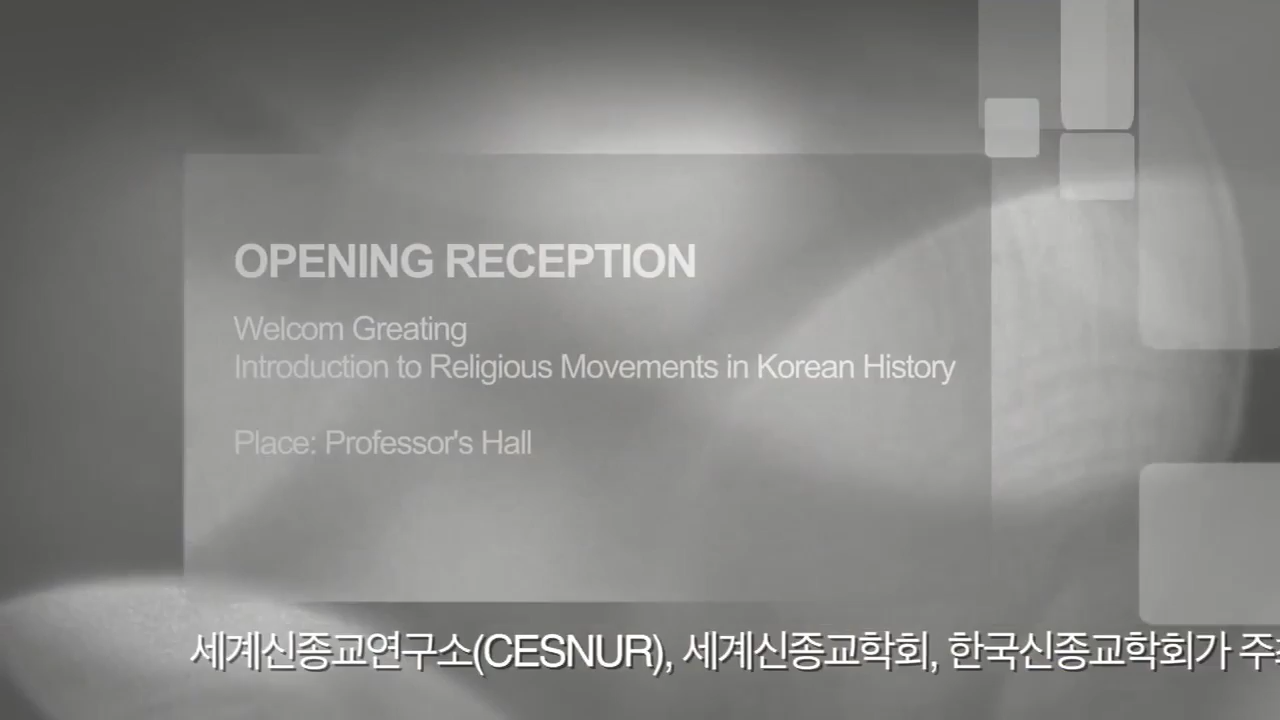 OPENING RECEPTION
Welcom Greating
Introduction to Religious Movements in Korean History
Place: Professor's Hall
세계신종교연구소(CESNUR), 세계신종교학회, 한국신종교학회가